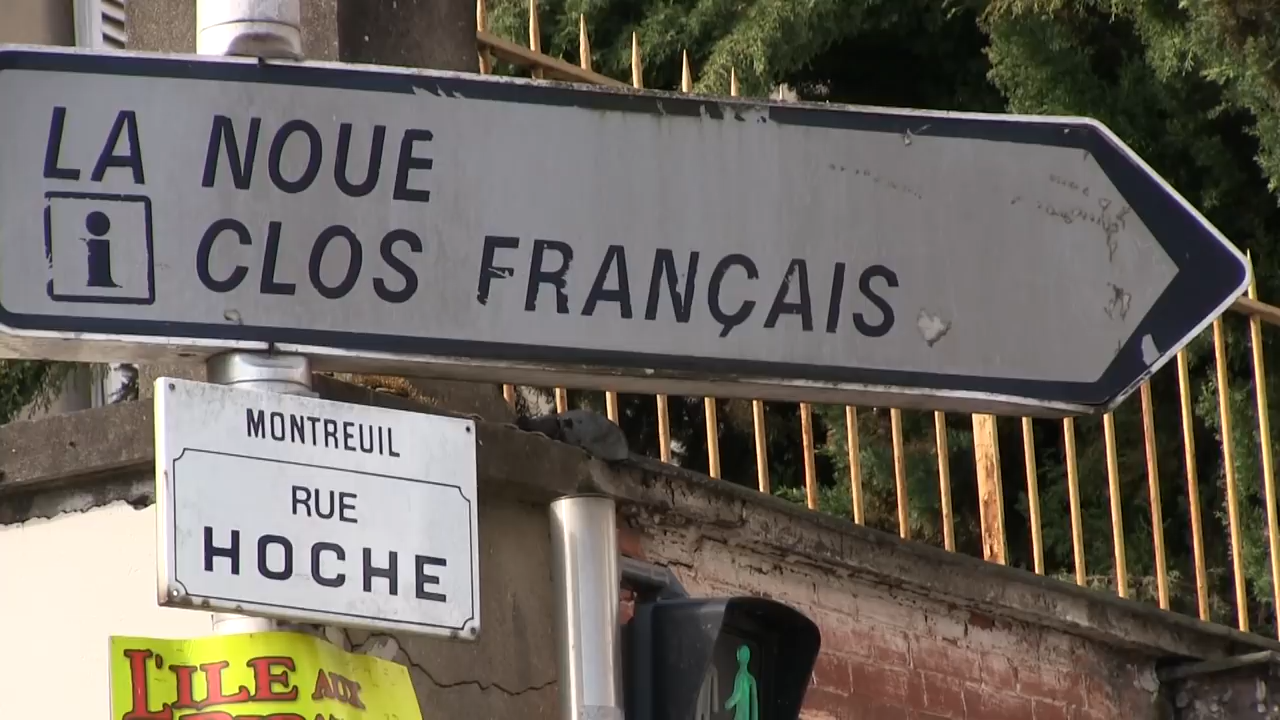 LA NOUE
i CLOS FRANÇAIS
MONTREUIL
RUE
HOCHE
L'ILE AUX